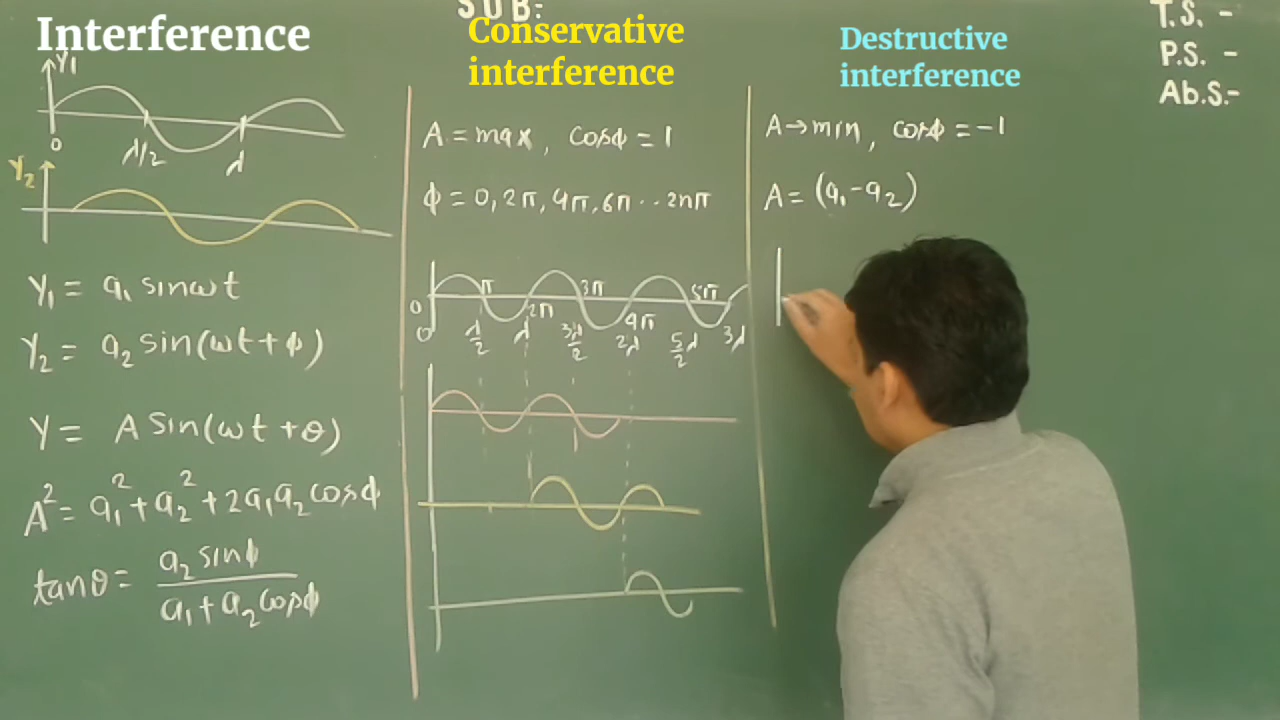 SUB:
T.S. -
P.S. -
Ab.S.-
Interference
Y₁
0
λ/2
λ
Y₂
Y₁ = a₁ sinωt
Y₂ = a₂ sin(ωt + ϕ)
Y = A Sin(ωt + θ)
A² = a₁² + a₂² + 2a₁a₂ cosϕ
tanθ = a₂ sinϕ / a₁ + a₂ cosϕ
Conservative
interference
A = max, cosϕ = 1
ϕ = 0, 2π, 4π, 6π .. 2nπ
π 3π 5π
0 2π 4π
0 λ/2 λ 3λ/2 2λ 5/2 λ 3λ
Destructive
interference
A → min, cosϕ = -1
A = (a₁ - a₂)